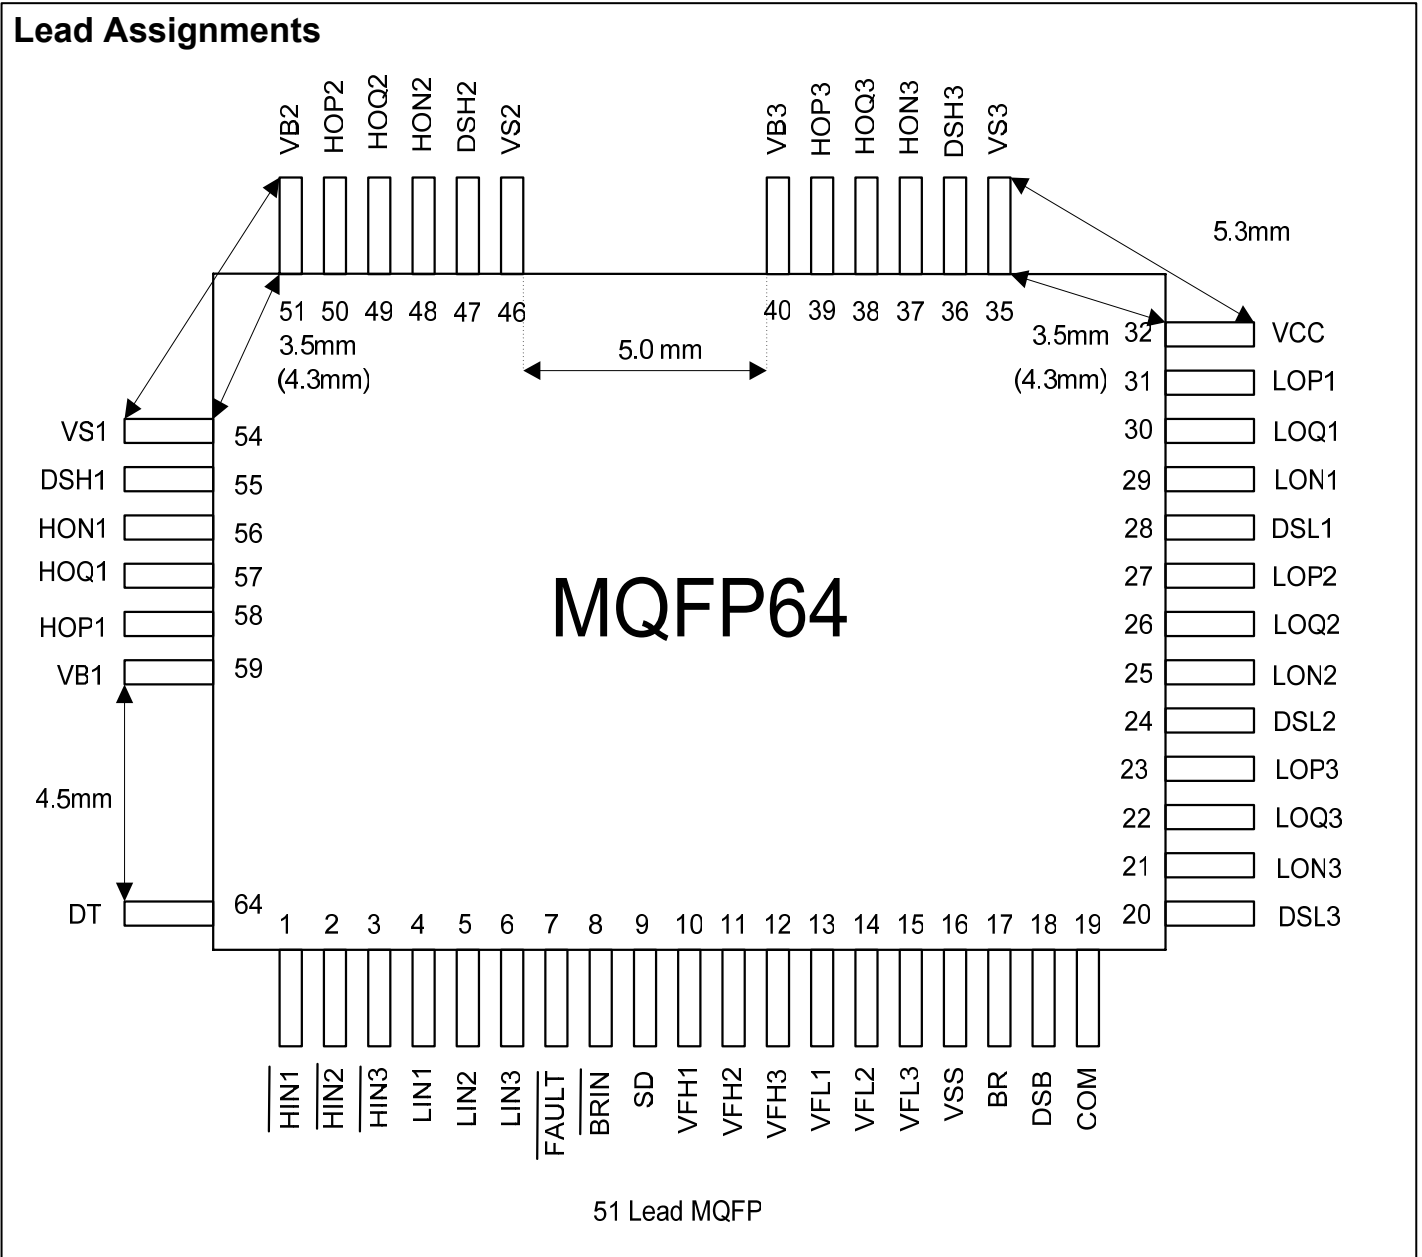 Lead Assignments
VB2 HOP2 HOQ2 HON2 DSH2 VS2 VB3 HOP3 HOQ3 HON3 DSH3 VS3
5.3mm
51 50 49 48 47 46 40 39 38 37 36 35
3.5mm
(4.3mm)
5.0 mm
3.5mm
(4.3mm)
32 VCC
31 LOP1
30 LOQ1
29 LON1
28 DSL1
27 LOP2
26 LOQ2
25 LON2
24 DSL2
23 LOP3
22 LOQ3
21 LON3
20 DSL3
VS1 54
DSH1 55
HON1 56
HOQ1 57
HOP1 58
VB1 59
4.5mm
DT 64
MQFP64
1 2 3 4 5 6 7 8 9 10 11 12 13 14 15 16 17 18 19
HIN1 HIN2 HIN3 LIN1 LIN2 LIN3 FAULT BRIN SD VFH1 VFH2 VFH3 VFL1 VFL2 VFL3 VSS BR DSB COM
51 Lead MQFP